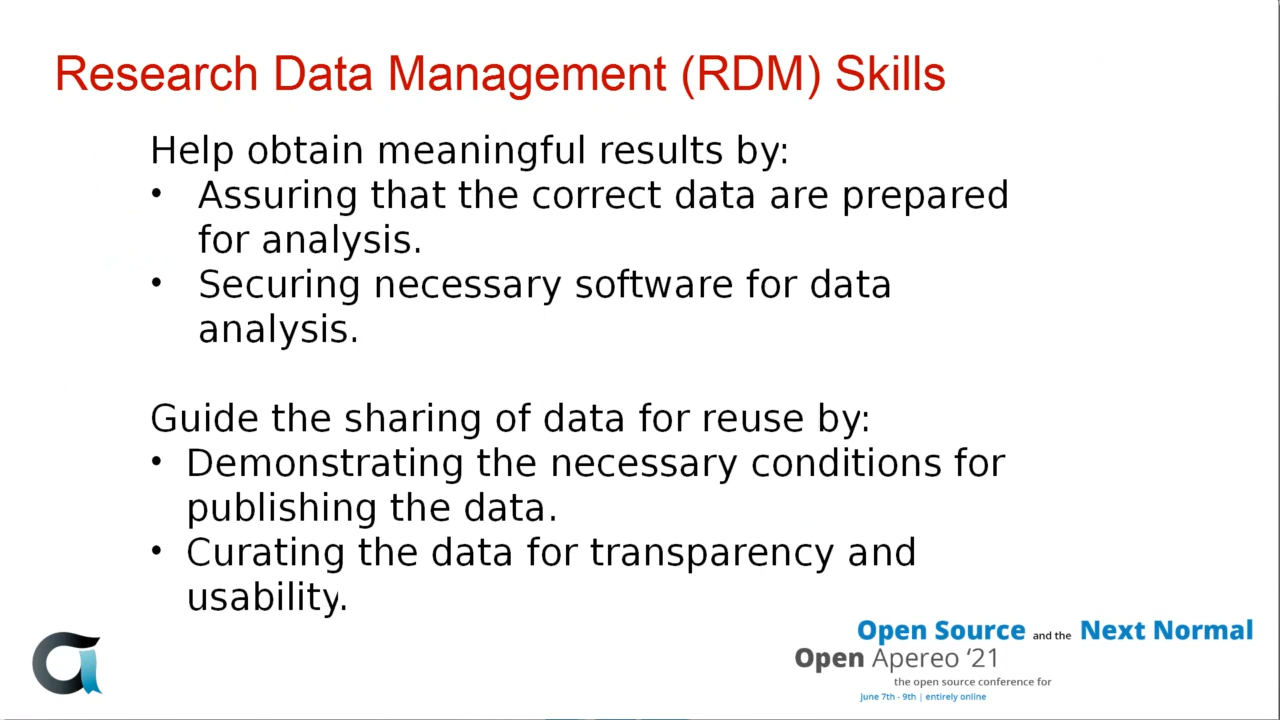 Research Data Management (RDM) Skills
Help obtain meaningful results by:
• Assuring that the correct data are prepared
for analysis.
• Securing necessary software for data
analysis.
Guide the sharing of data for reuse by:
• Demonstrating the necessary conditions for
publishing the data.
• Curating the data for transparency and
usability.
Open Source and the Next Normal
Open Apereo ‘21
the open source conference for
June 7th - 9th | entirely online